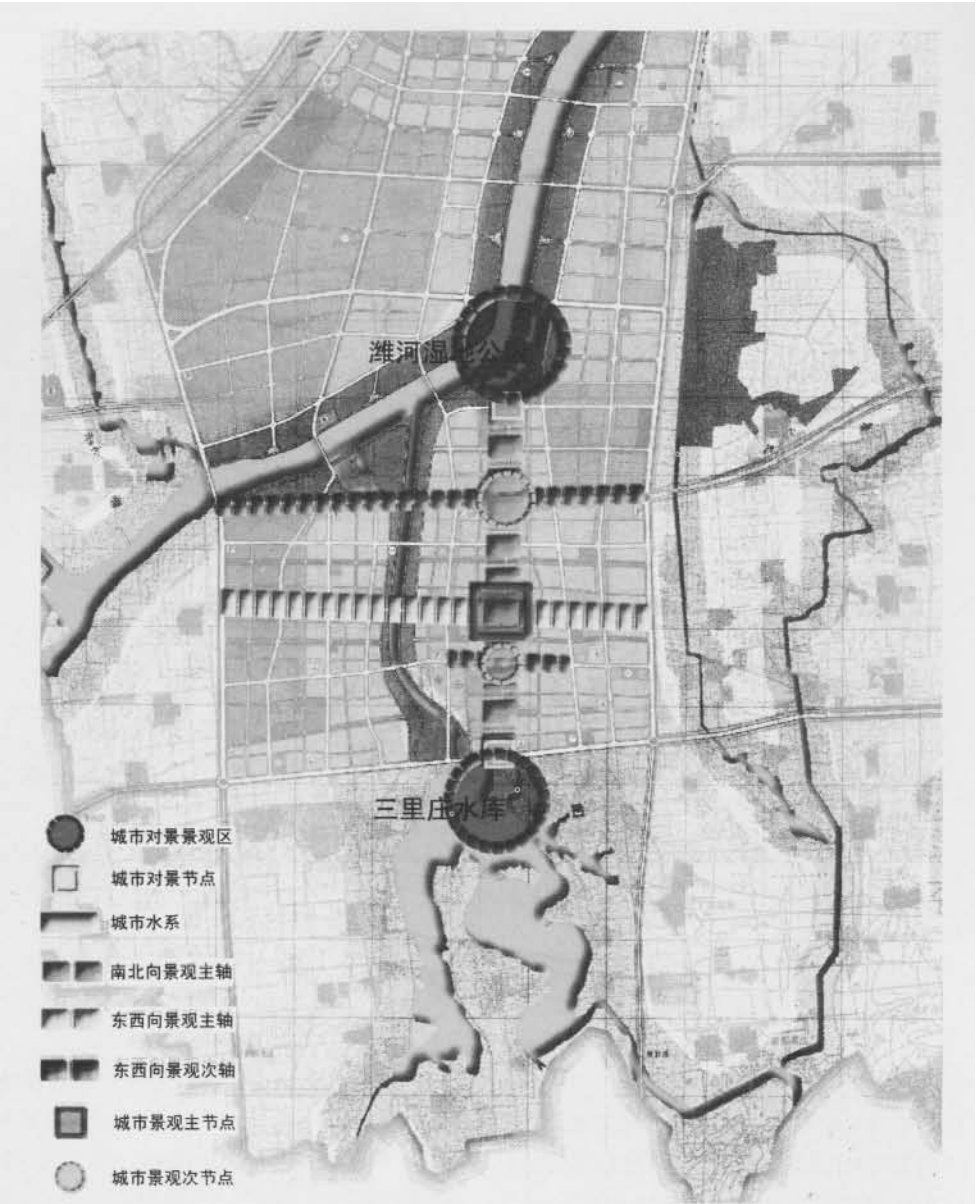 潍河湿地公
三里庄水库
城市对景景观区
城市对景节点
城市水系
南北向景观主轴
东西向景观主轴
东西向景观次轴
城市景观主节点
城市景观次节点